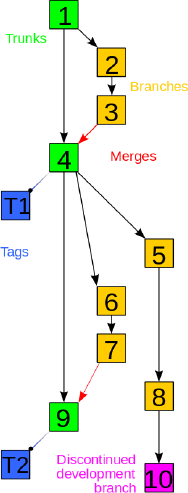 1
Trunks
2
Branches
3
Merges
4
T1
Tags
5
6
7
8
9
T2
Discontinued
development
branch
10